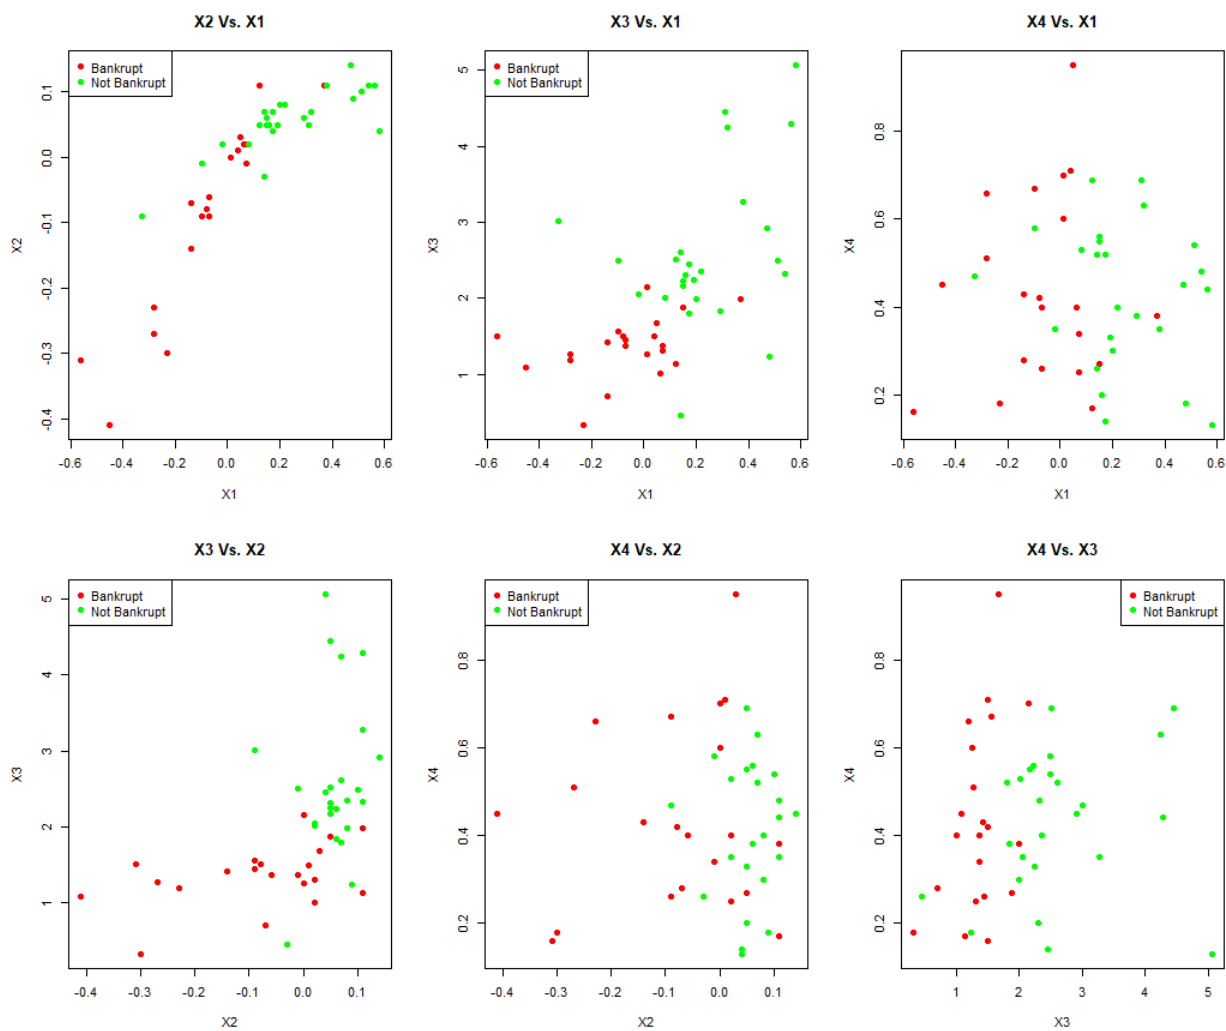 X2 Vs. X1
Bankrupt
Not Bankrupt
X2
0.1
0.0
-0.1
-0.2
-0.3
-0.4
-0.6 -0.4 -0.2 0.0 0.2 0.4 0.6
X1
X3 Vs. X1
Bankrupt
Not Bankrupt
X3
5
4
3
2
1
-0.6 -0.4 -0.2 0.0 0.2 0.4 0.6
X1
X4 Vs. X1
Bankrupt
Not Bankrupt
X4
0.8
0.6
0.4
0.2
-0.6 -0.4 -0.2 0.0 0.2 0.4 0.6
X1
X3 Vs. X2
Bankrupt
Not Bankrupt
X3
5
4
3
2
1
-0.4 -0.3 -0.2 -0.1 0.0 0.1
X2
X4 Vs. X2
Bankrupt
Not Bankrupt
X4
0.8
0.6
0.4
0.2
-0.4 -0.3 -0.2 -0.1 0.0 0.1
X2
X4 Vs. X3
Bankrupt
Not Bankrupt
X4
0.8
0.6
0.4
0.2
1 2 3 4 5
X3